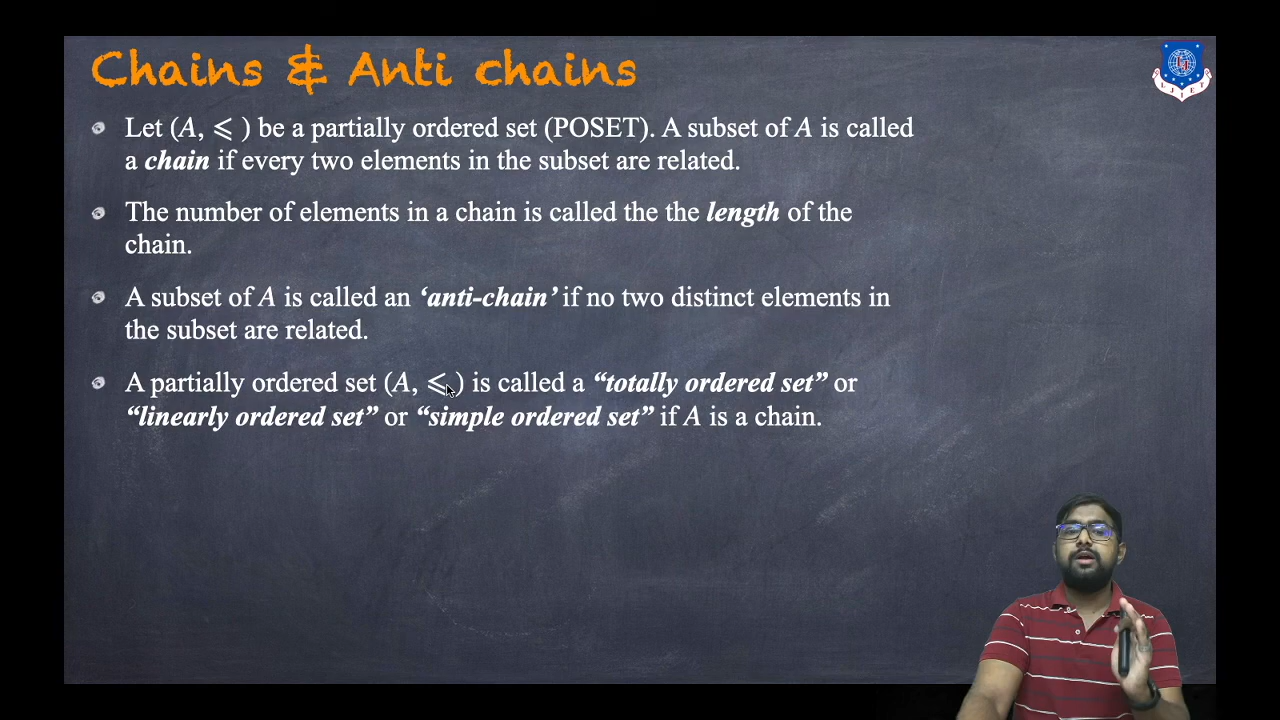 Chains & Anti chains
Let (A, ⩽ ) be a partially ordered set (POSET). A subset of A is called
a chain if every two elements in the subset are related.
The number of elements in a chain is called the the length of the
chain.
A subset of A is called an ‘anti-chain’ if no two distinct elements in
the subset are related.
A partially ordered set (A, ⩽ ) is called a “totally ordered set” or
“linearly ordered set” or “simple ordered set” if A is a chain.
LJIET